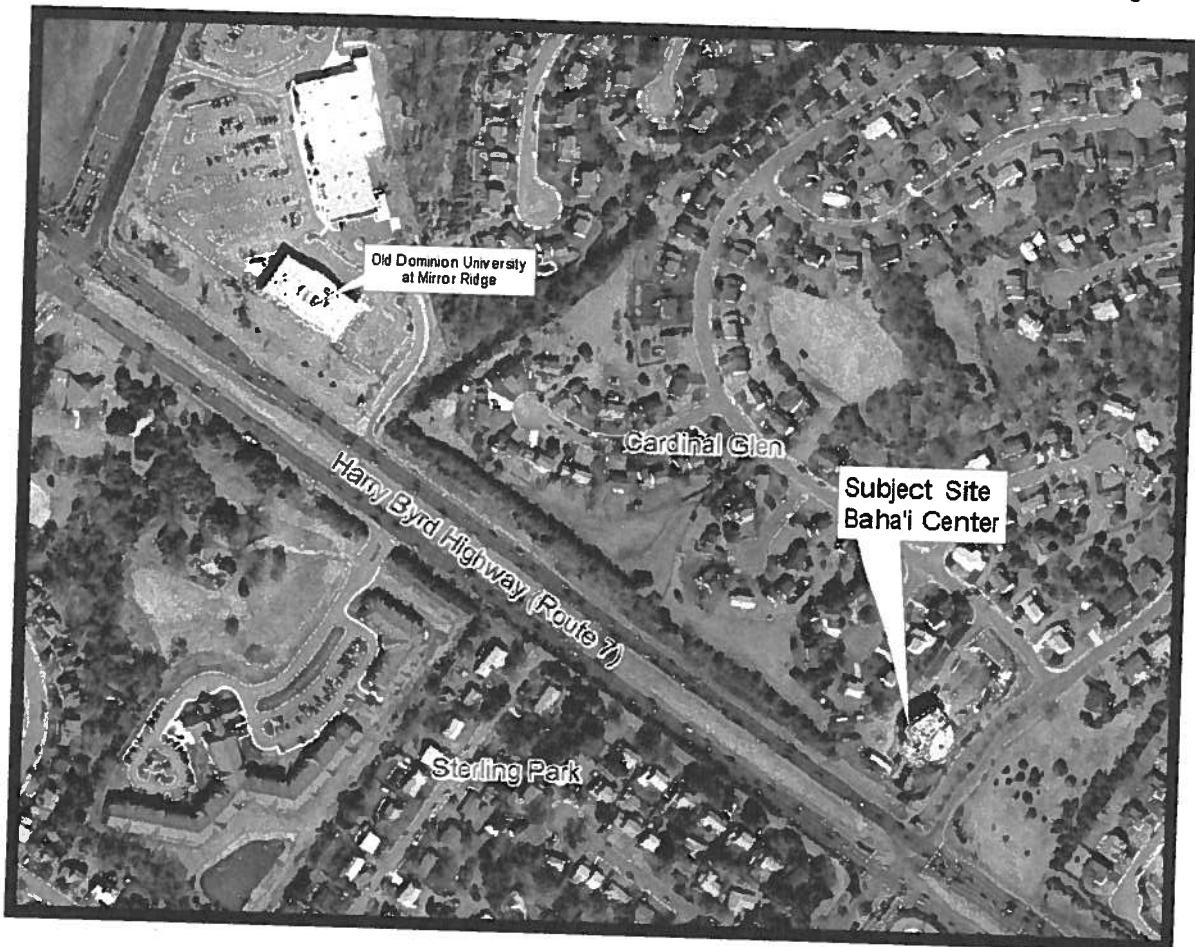 Old Dominion University
at Mirror Ridge
Cardinal Glen
Harry Byrd Highway (Route 7)
Subject Site
Baha'i Center
Sterling Park